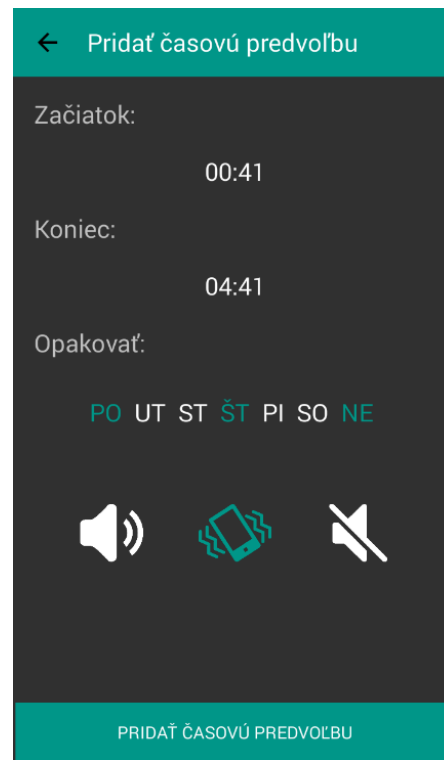 Pridať časovú predvoľbu
Začiatok:
00:41
Koniec:
04:41
Opakovať:
PO UT ST ŠT PI SO NE
PRIDAŤ ČASOVÚ PREDVOĽBU